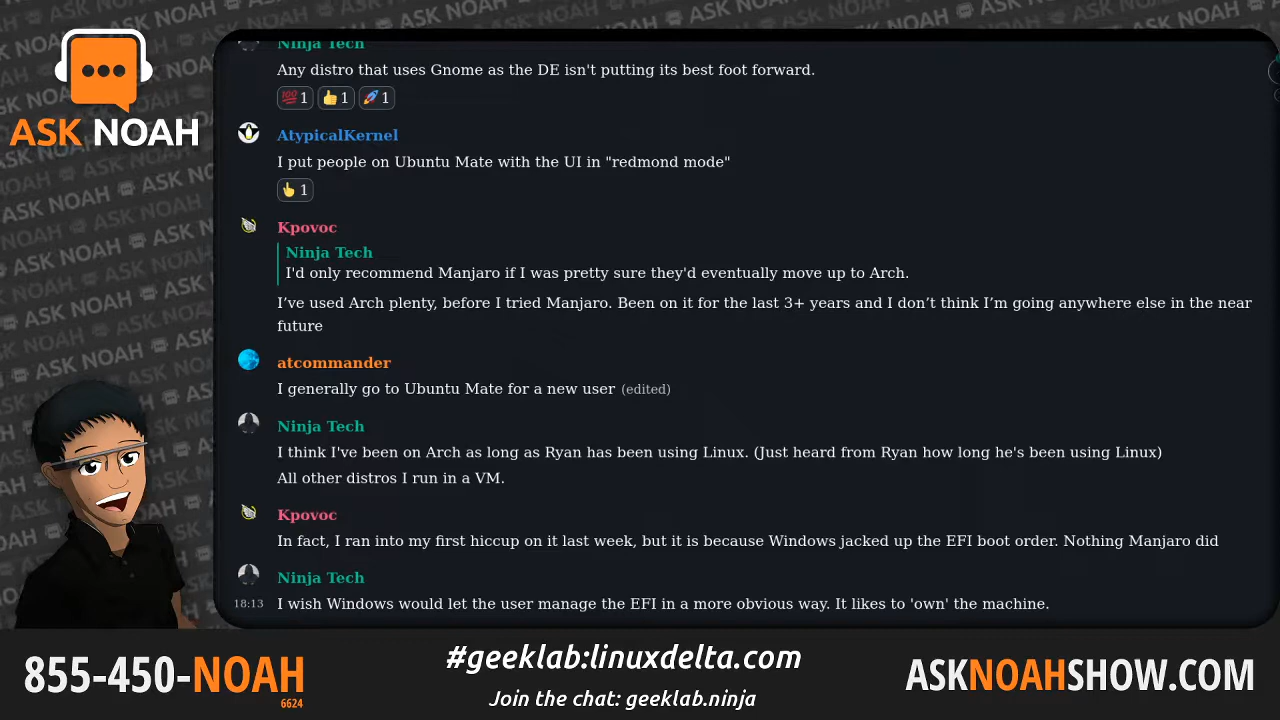 ASK NOAH
Ninja Tech
Any distro that uses Gnome as the DE isn't putting its best foot forward.
💯 1 👍 1 🚀 1
AtypicalKernel
I put people on Ubuntu Mate with the UI in "redmond mode"
👆 1
Kpovoc
Ninja Tech
I'd only recommend Manjaro if I was pretty sure they'd eventually move up to Arch.
I’ve used Arch plenty, before I tried Manjaro. Been on it for the last 3+ years and I don’t think I’m going anywhere else in the near
future
atcommander
I generally go to Ubuntu Mate for a new user (edited)
Ninja Tech
I think I've been on Arch as long as Ryan has been using Linux. (Just heard from Ryan how long he's been using Linux)
All other distros I run in a VM.
Kpovoc
In fact, I ran into my first hiccup on it last week, but it is because Windows jacked up the EFI boot order. Nothing Manjaro did
Ninja Tech
18:13 I wish Windows would let the user manage the EFI in a more obvious way. It likes to 'own' the machine.
855-450-NOAH
6624
#geeklab:linuxdelta.com
Join the chat: geeklab.ninja
ASKNOAHSHOW.COM